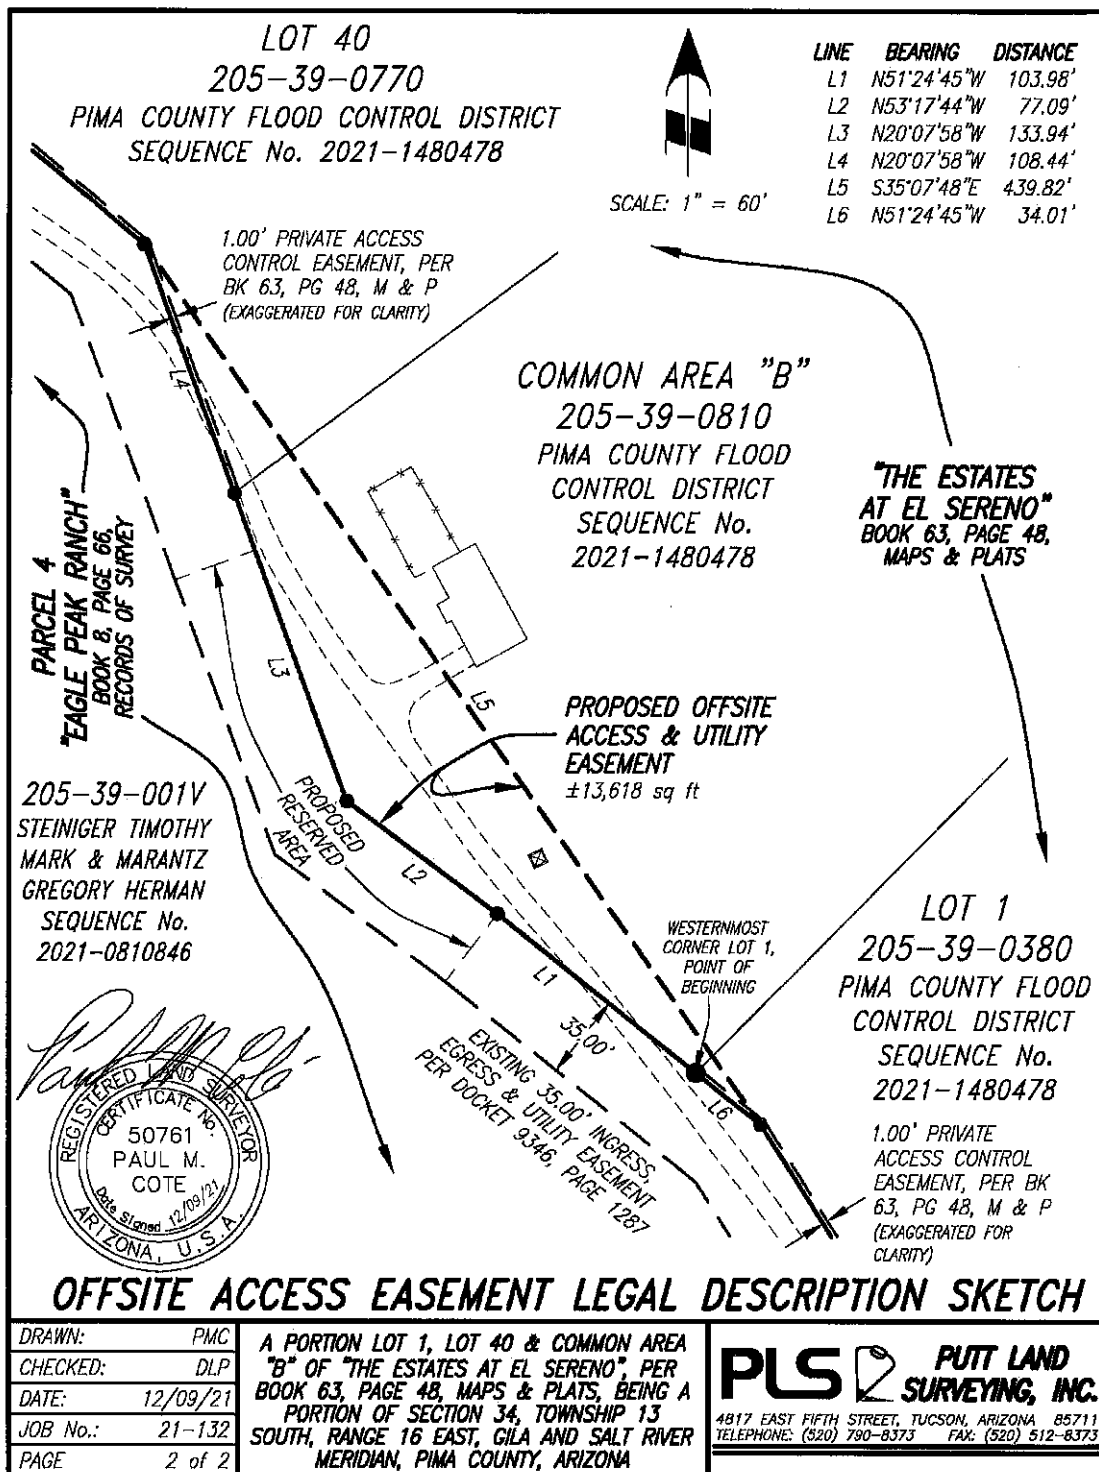 LOT 40
205-39-0770
PIMA COUNTY FLOOD CONTROL DISTRICT
SEQUENCE No. 2021-1480478
SCALE: 1" = 60'
LINE BEARING DISTANCE
L1 N51°24'45"W 103.98'
L2 N53°17'44"W 77.09'
L3 N20°07'58"W 133.94'
L4 N20°07'58"W 108.44'
L5 S35°07'48"E 439.82'
L6 N51°24'45"W 34.01'
1.00' PRIVATE ACCESS
CONTROL EASEMENT, PER
BK 63, PG 48, M & P
(EXAGGERATED FOR CLARITY)
L4
COMMON AREA "B"
205-39-0810
PIMA COUNTY FLOOD
CONTROL DISTRICT
SEQUENCE No.
2021-1480478
"THE ESTATES
AT EL SERENO"
BOOK 63, PAGE 48,
MAPS & PLATS
PARCEL 4
"EAGLE PEAK RANCH"
BOOK 8, PAGE 66,
RECORDS OF SURVEY
L3
L5
PROPOSED OFFSITE
ACCESS & UTILITY
EASEMENT
±13,618 sq ft
205-39-001V
STEINIGER TIMOTHY
MARK & MARANTZ
GREGORY HERMAN
SEQUENCE No.
2021-0810846
PROPOSED
RESERVED
AREA
L2
L1
WESTERNMOST
CORNER LOT 1,
POINT OF
BEGINNING
LOT 1
205-39-0380
PIMA COUNTY FLOOD
CONTROL DISTRICT
SEQUENCE No.
2021-1480478
35.00'
EXISTING 35.00' INGRESS,
EGRESS & UTILITY EASEMENT
PER DOCKET 9346, PAGE 1287
L6
1.00' PRIVATE
ACCESS CONTROL
EASEMENT, PER BK
63, PG 48, M & P
(EXAGGERATED FOR
CLARITY)
REGISTERED LAND SURVEYOR
CERTIFICATE No.
50761
PAUL M.
COTE
Date Signed 12/09/21
ARIZONA, U.S.A.
OFFSITE ACCESS EASEMENT LEGAL DESCRIPTION SKETCH
DRAWN: PMC
CHECKED: DLP
DATE: 12/09/21
JOB No.: 21-132
PAGE 2 of 2
A PORTION LOT 1, LOT 40 & COMMON AREA
"B" OF "THE ESTATES AT EL SERENO", PER
BOOK 63, PAGE 48, MAPS & PLATS, BEING A
PORTION OF SECTION 34, TOWNSHIP 13
SOUTH, RANGE 16 EAST, GILA AND SALT RIVER
MERIDIAN, PIMA COUNTY, ARIZONA
PLS PUTT LAND
SURVEYING, INC.
4817 EAST FIFTH STREET, TUCSON, ARIZONA 85711
TELEPHONE: (520) 790-8373 FAX: (520) 512-8373